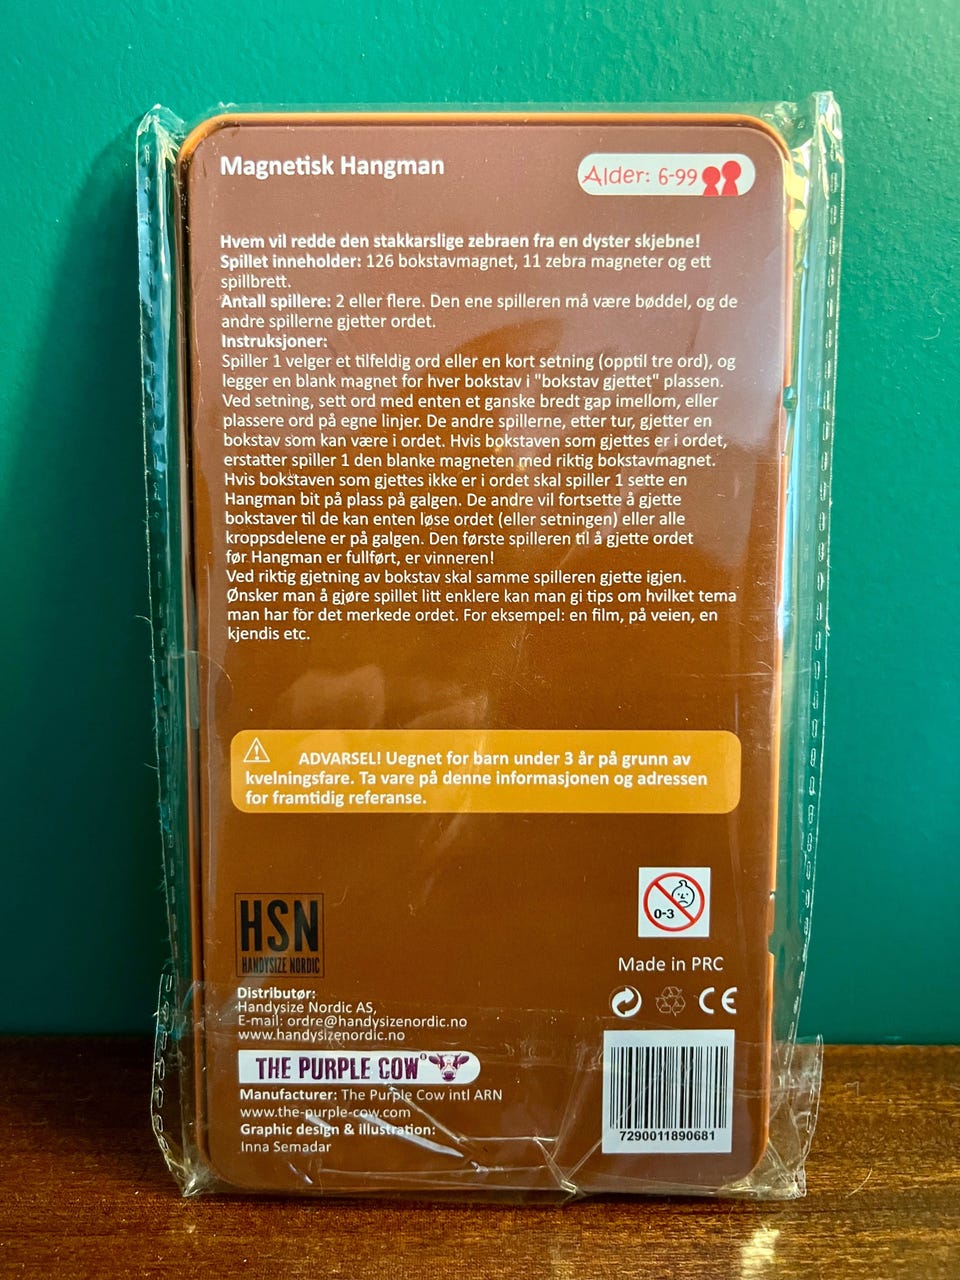 Magnetisk Hangman
Alder: 6-99
Hvem vil redde den stakkarslige zebraen fra en dyster skjebne!
Spillet inneholder: 126 bokstavmagnet, 11 zebra magneter og ett
spillbrett.
Antall spillere: 2 eller flere. Den ene spilleren må være bøddel, og de
andre spillerne gjetter ordet.
Instruksjoner:
Spiller 1 velger et tilfeldig ord eller en kort setning (opptil tre ord), og
legger en blank magnet for hver bokstav i "bokstav gjettet" plassen.
Ved setning, sett ord med enten et ganske bredt gap imellom, eller
plassere ord på egne linjer. De andre spillerne, etter tur, gjetter en
bokstav som kan være i ordet. Hvis bokstaven som gjettes er i ordet,
erstatter spiller 1 den blanke magneten med riktig bokstavmagnet.
Hvis bokstaven som gjettes ikke er i ordet skal spiller 1 sette en
Hangman bit på plass på galgen. De andre vil fortsette å gjette
bokstaver til de kan enten løse ordet (eller setningen) eller alle
kroppsdelene er på galgen. Den første spilleren til å gjette ordet
før Hangman er fullført, er vinneren!
Ved riktig gjetning av bokstav skal samme spilleren gjette igjen.
Ønsker man å gjøre spillet litt enklere kan man gi tips om hvilket tema
man har for det merkede ordet. For eksempel: en film, på veien, en
kjendis etc.
ADVARSEL! Uegnet for barn under 3 år på grunn av
kvelningsfare. Ta vare på denne informasjonen og adressen
for framtidig referanse.
HSN
HANDYSIZE NORDIC
0-3
Made in PRC
CE
Distributør:
Handysize Nordic AS,
E-mail: ordre@handysizenordic.no
www.handysizenordic.no
THE PURPLE COW®
Manufacturer: The Purple Cow intl ARN
www.the-purple-cow.com
Graphic design & illustration:
Inna Semadar
7290011890681